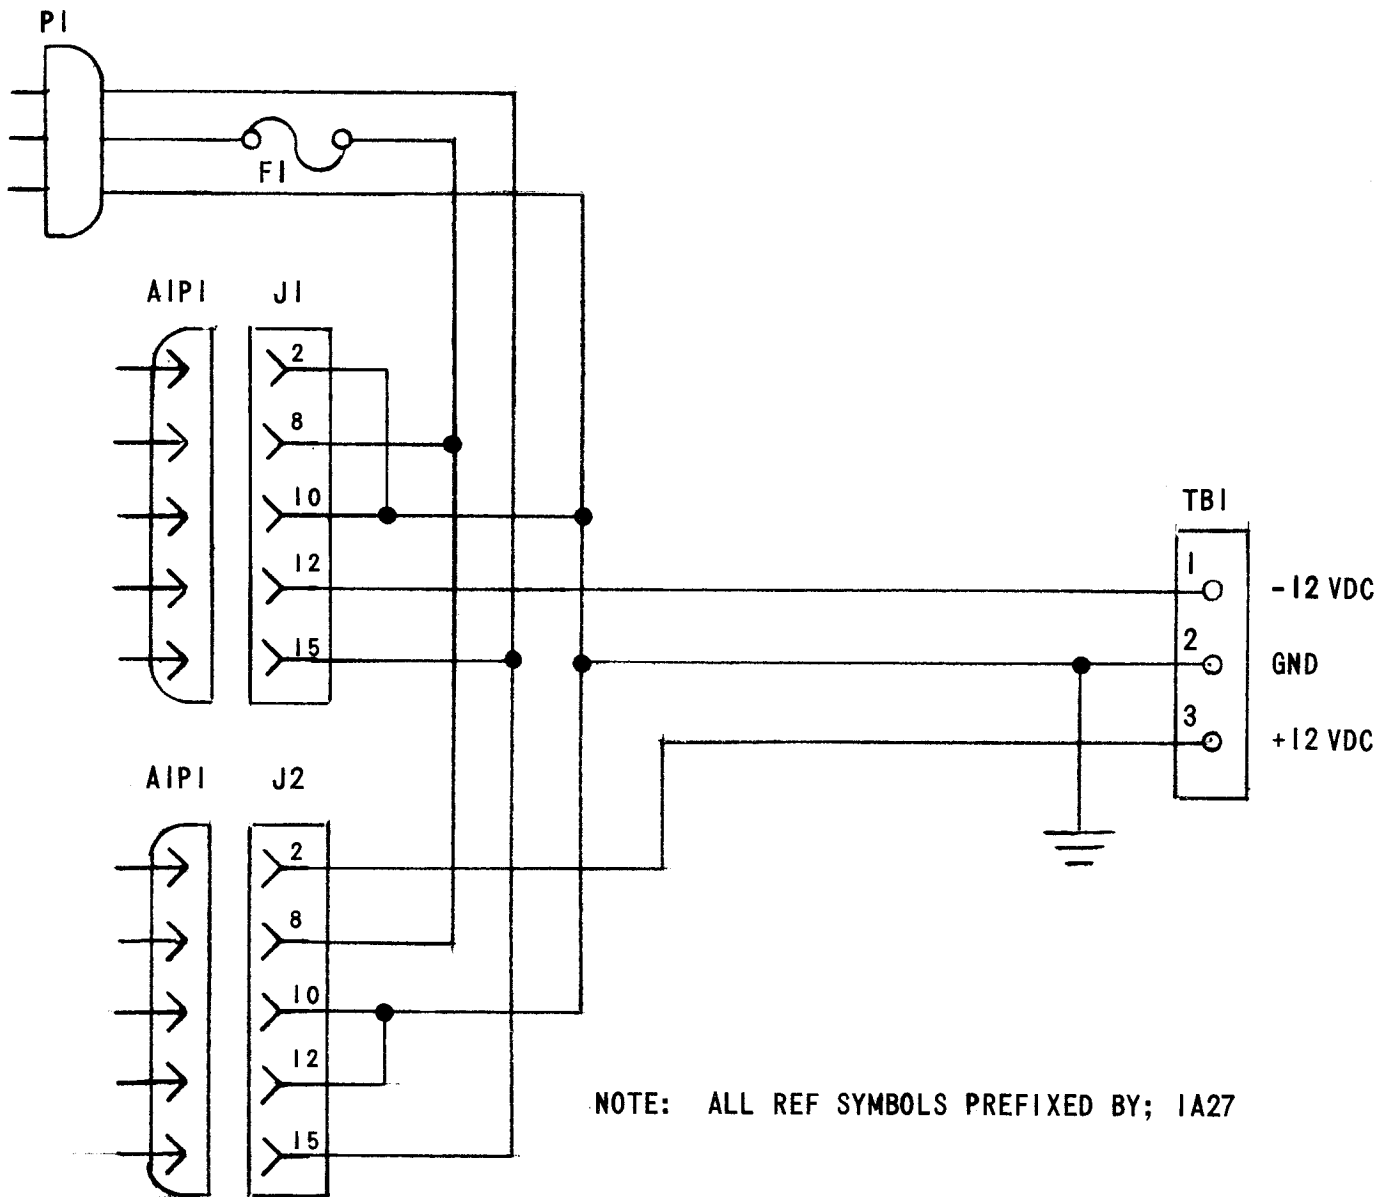 P1
F1
A1P1 J1
2
8
10
12
15
TB1
1 -12 VDC
2 GND
3 +12 VDC
A1P1 J2
2
8
10
12
15
NOTE: ALL REF SYMBOLS PREFIXED BY; 1A27